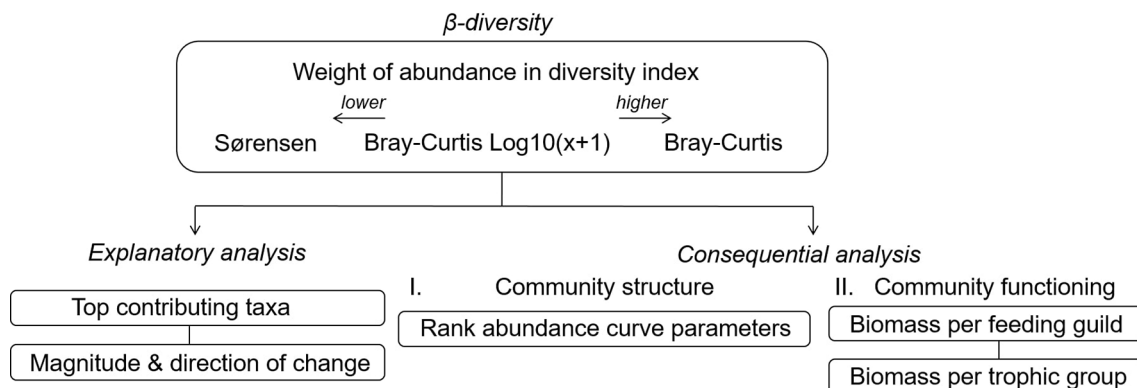 β-diversity
Weight of abundance in diversity index
lower higher
Sørensen Bray-Curtis Log10(x+1) Bray-Curtis
Explanatory analysis
Top contributing taxa
Magnitude & direction of change
Consequential analysis
I. Community structure
Rank abundance curve parameters
II. Community functioning
Biomass per feeding guild
Biomass per trophic group